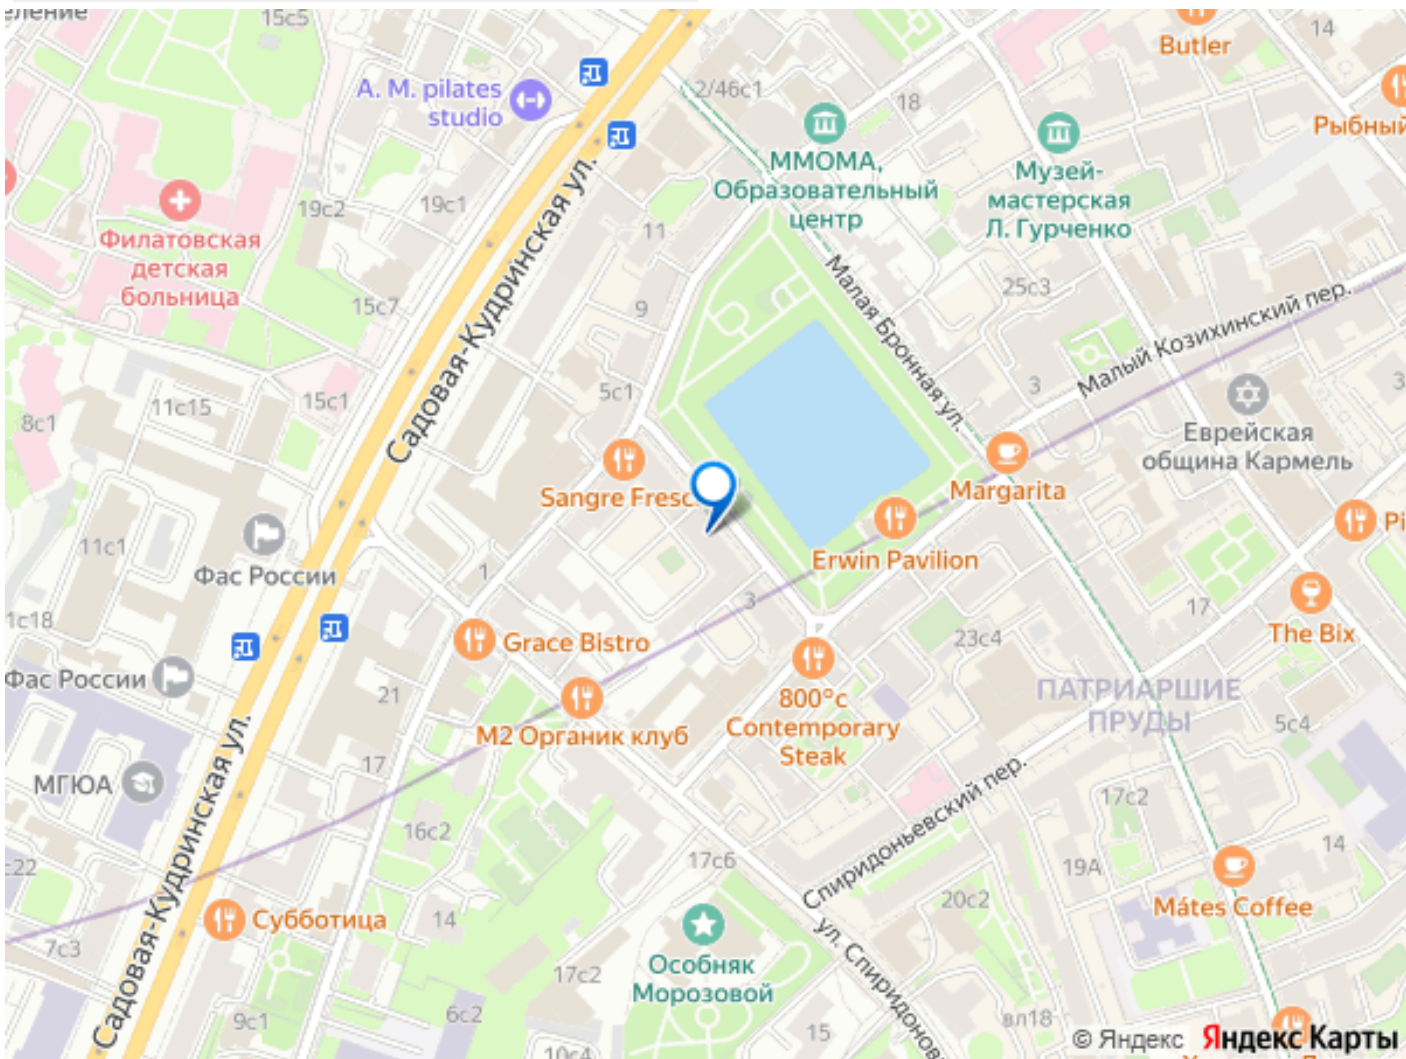 15с5
14
Butler
A. M. pilates
studio
2/46с1
18
Рыбный
ММОМА,
Образовательный
центр
Музей-
мастерская
Л. Гурченко
19с2
19с1
Филатовская
детская
больница
11
Садовая-Кудринская ул.
Малая Бронная ул.
25с3
Малый Козихинский пер.
15с7
9
3
5с1
15с1
11с15
8с1
Еврейская
община Кармель
Sangre Fresc
Margarita
11с1
Фас России
Erwin Pavilion
1
3
17
1с18
The Bix
Grace Bistro
23с4
Фас России
21
800°с
Contemporary
Steak
ПАТРИАРШИЕ
ПРУДЫ
5с4
М2 Органик клуб
17
МГЮА
Садовая-Кудринская ул.
Спиридоньевский пер.
17с2
16с2
14
17с6
19А
20с2
Mátes Coffee
Субботица
14
7с3
ул. Спиридоно
Особняк
Морозовой
17с2
6с2
9с1
15
вл18
10с4
© Яндекс Яндекс Карты